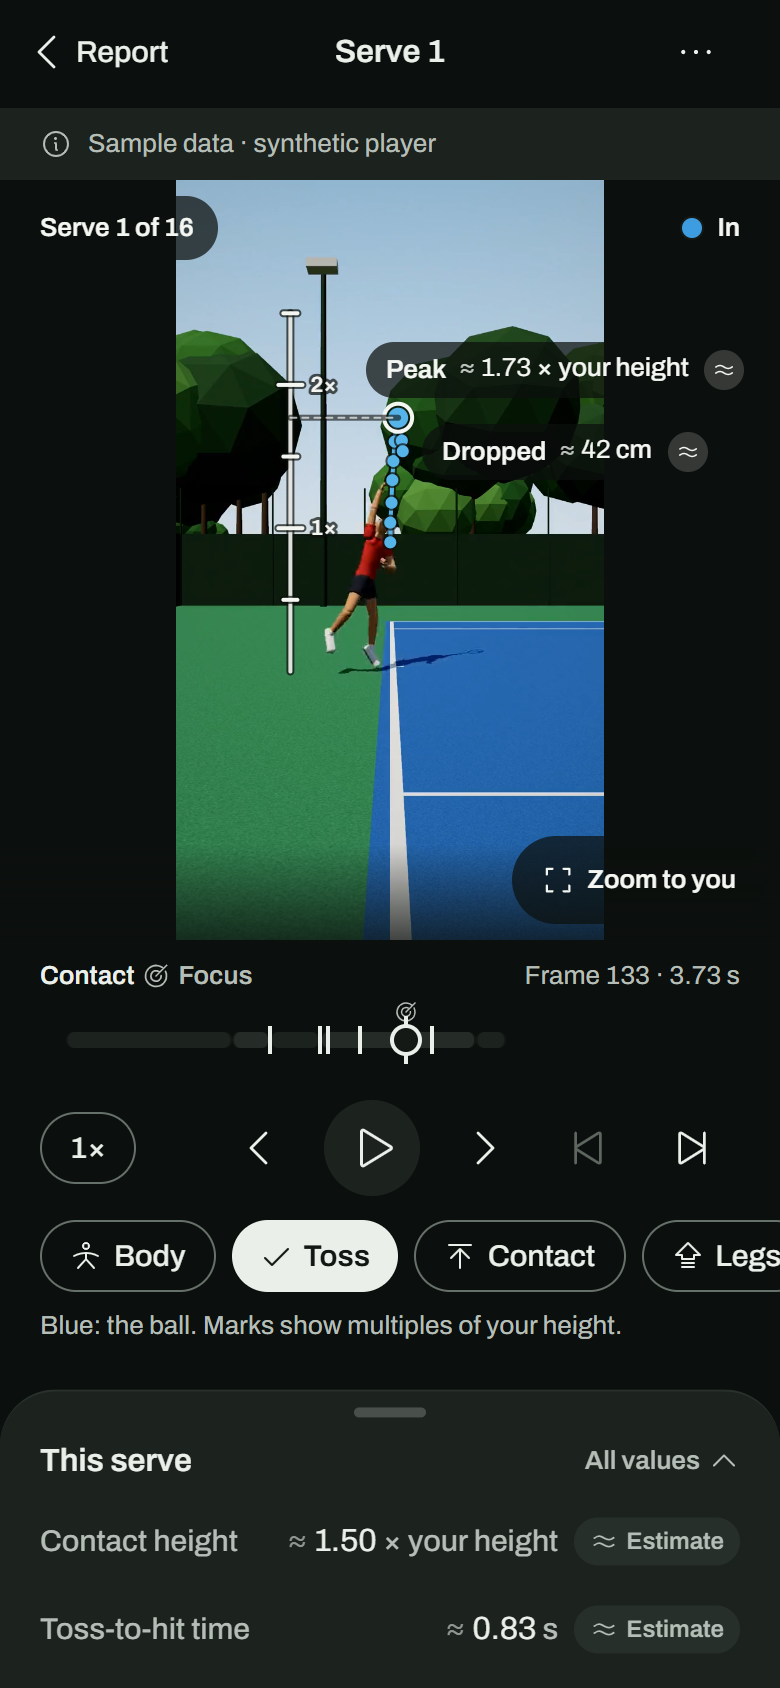 Report
Serve 1
Sample data · synthetic player
Serve 1 of 16
In
Peak ≈ 1.73 × your height
2×
Dropped ≈ 42 cm
1×
Zoom to you
Contact Focus
Frame 133 · 3.73 s
1×
Body
Toss
Contact
Legs
Blue: the ball. Marks show multiples of your height.
This serve
All values
Contact height ≈ 1.50 × your height Estimate
Toss-to-hit time ≈ 0.83 s Estimate